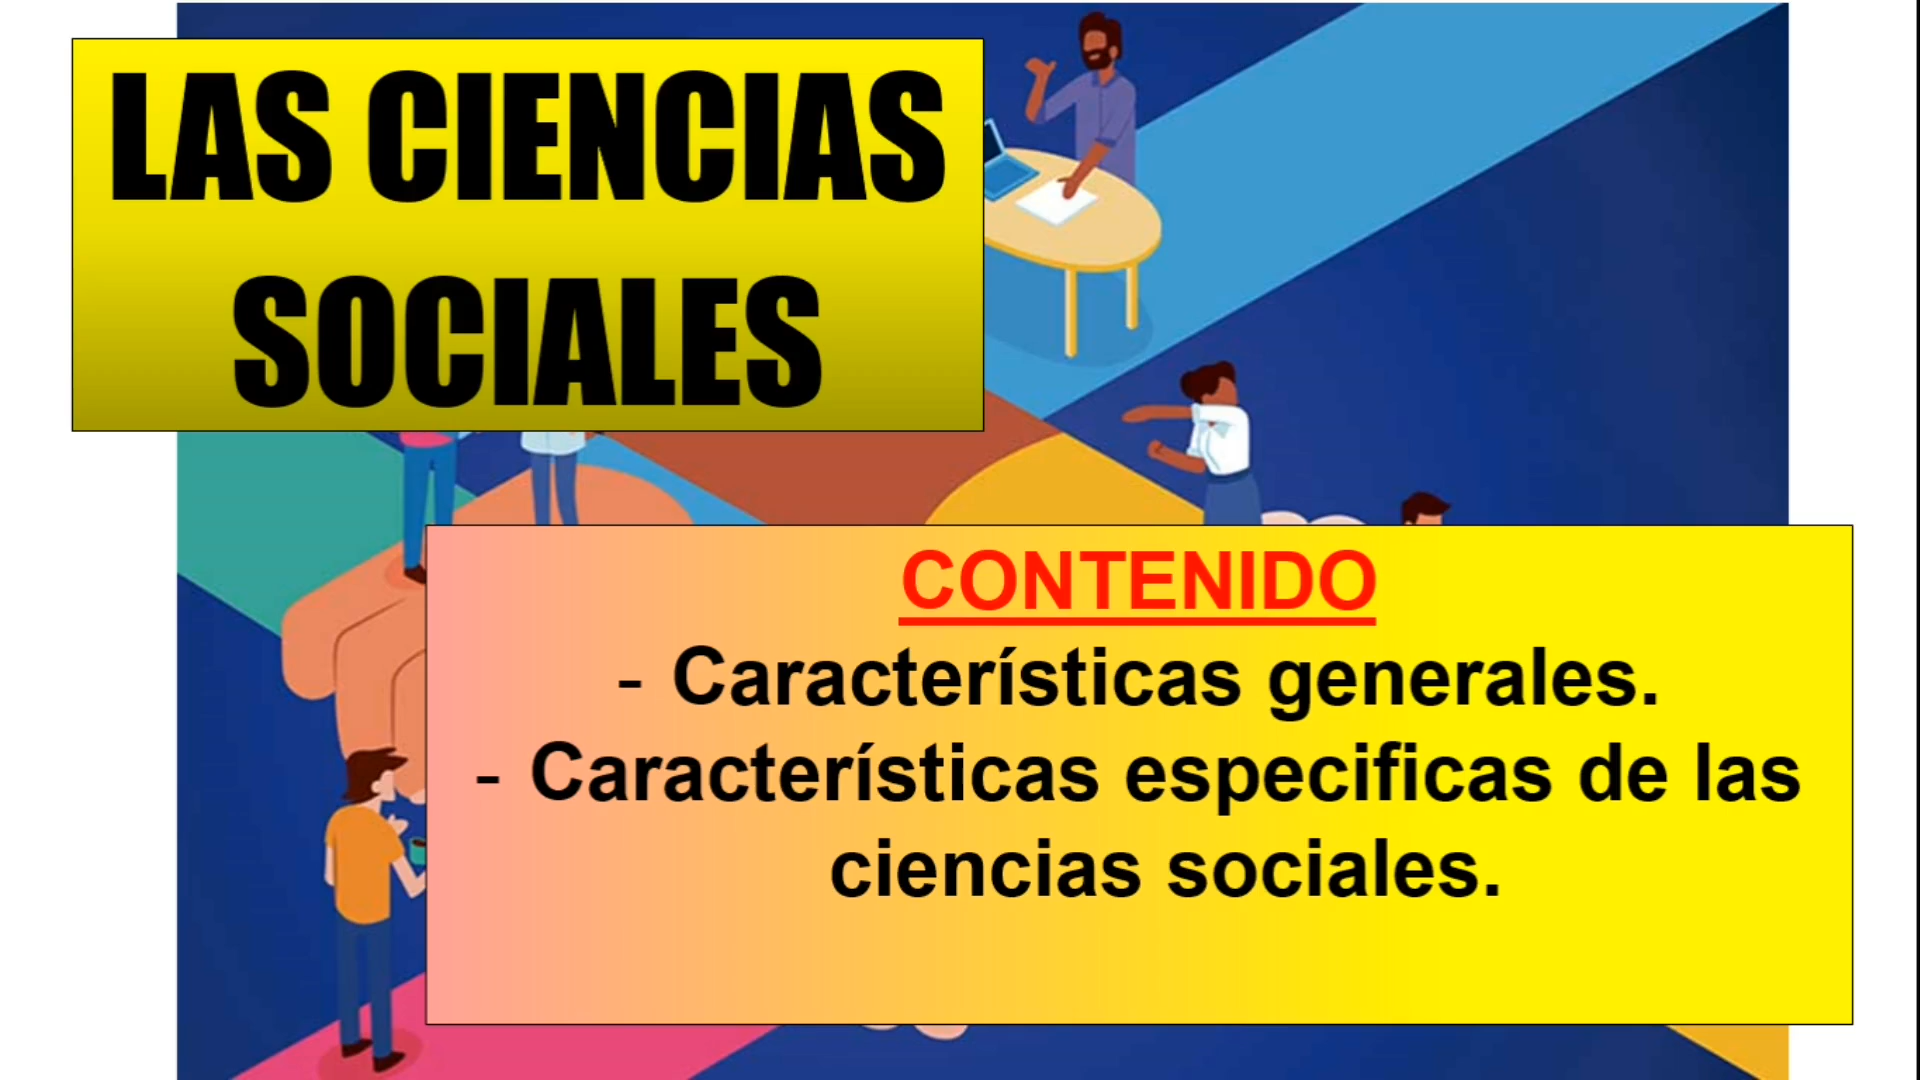 LAS CIENCIAS
SOCIALES
CONTENIDO
- Características generales.
- Características especificas de las
ciencias sociales.